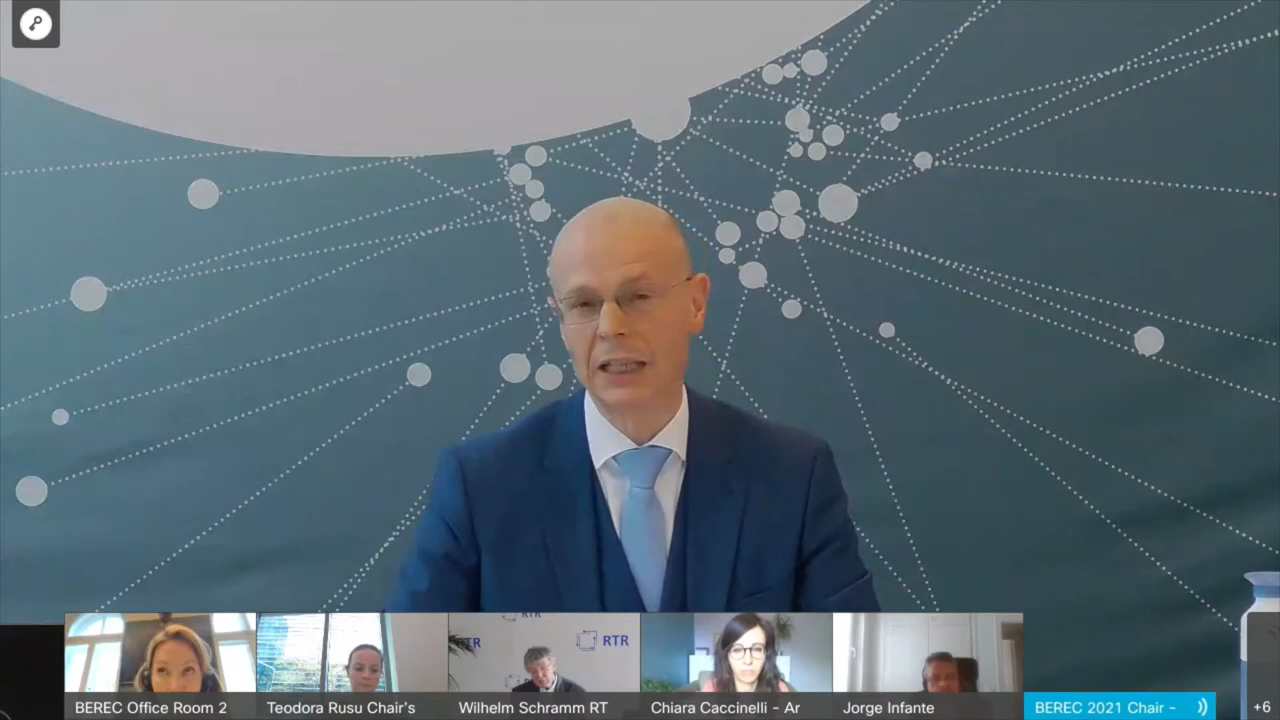 RTR
TR
RTR
BEREC Office Room 2
Teodora Rusu Chair's
Wilhelm Schramm RT
Chiara Caccinelli - Ar
Jorge Infante
BEREC 2021 Chair -
+6